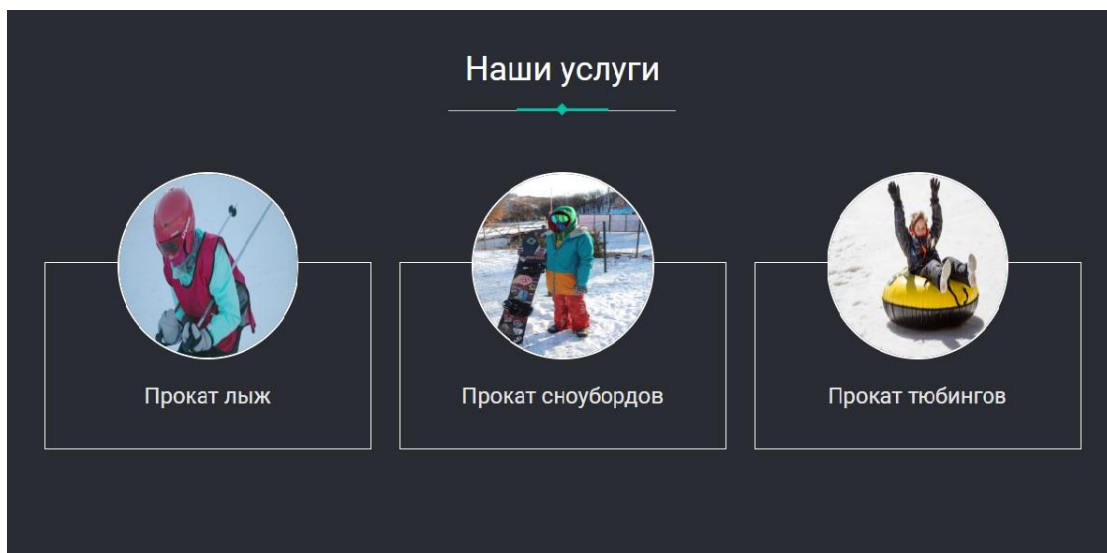 Наши услуги
Прокат лыж
Прокат сноубордов
Прокат тюбингов